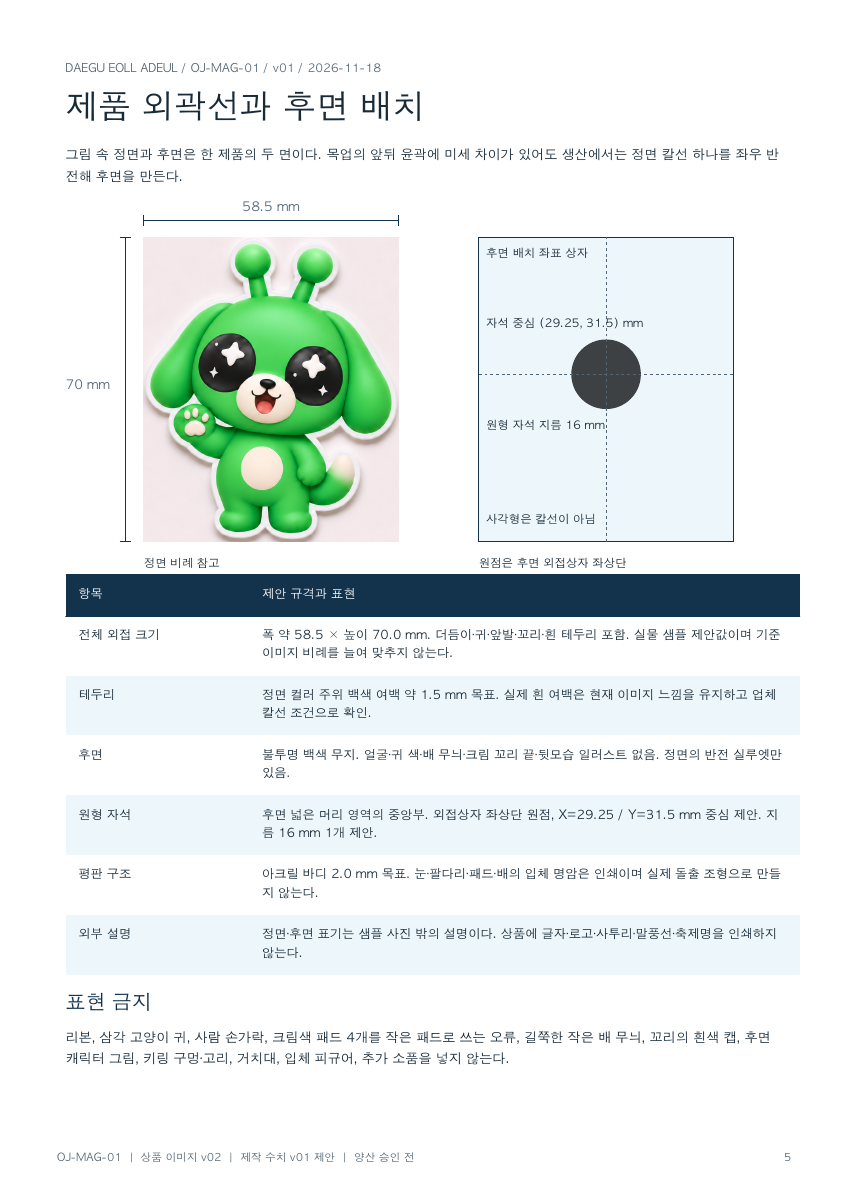 DAEGU EOLL ADEUL / OJ-MAG-01 / v01 / 2026-11-18
제품 외곽선과 후면 배치
그림 속 정면과 후면은 한 제품의 두 면이다. 목업의 앞뒤 윤곽에 미세 차이가 있어도 생산에서는 정면 칼선 하나를 좌우 반
전해 후면을 만든다.
58.5 mm
70 mm
후면 배치 좌표 상자
자석 중심 (29.25, 31.5) mm
원형 자석 지름 16 mm
사각형은 칼선이 아님
정면 비례 참고
원점은 후면 외접상자 좌상단
항목 제안 규격과 표현
전체 외접 크기 폭 약 58.5 × 높이 70.0 mm. 더듬이·귀·앞발·꼬리·흰 테두리 포함. 실물 샘플 제안값이며 기준
이미지 비례를 늘여 맞추지 않는다.
테두리 정면 컬러 주위 백색 여백 약 1.5 mm 목표. 실제 흰 여백은 현재 이미지 느낌을 유지하고 업체
칼선 조건으로 확인.
후면 불투명 백색 무지. 얼굴·귀 색·배 무늬·크림 꼬리 끝·뒷모습 일러스트 없음. 정면의 반전 실루엣만
있음.
원형 자석 후면 넓은 머리 영역의 중앙부. 외접상자 좌상단 원점, X=29.25 / Y=31.5 mm 중심 제안. 지
름 16 mm 1개 제안.
평판 구조 아크릴 바디 2.0 mm 목표. 눈·팔다리·패드·배의 입체 명암은 인쇄이며 실제 돌출 조형으로 만들
지 않는다.
외부 설명 정면·후면 표기는 샘플 사진 밖의 설명이다. 상품에 글자·로고·사투리·말풍선·축제명을 인쇄하지
않는다.
표현 금지
리본, 삼각 고양이 귀, 사람 손가락, 크림색 패드 4개를 작은 패드로 쓰는 오류, 길쭉한 작은 배 무늬, 꼬리의 흰색 캡, 후면
캐릭터 그림, 키링 구멍·고리, 거치대, 입체 피규어, 추가 소품을 넣지 않는다.
OJ-MAG-01 | 상품 이미지 v02 | 제작 수치 v01 제안 | 양산 승인 전
5